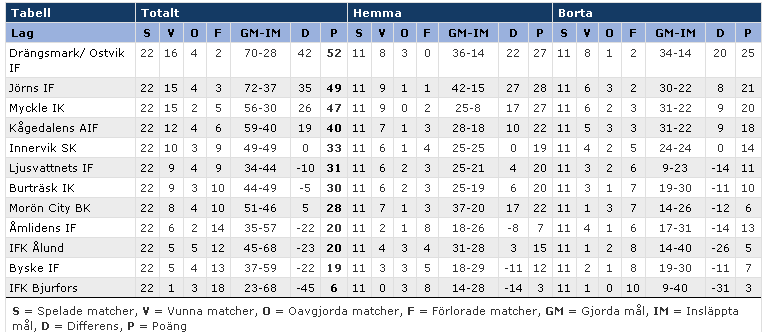 Tabell Totalt Hemma Borta
Lag S V O F GM-IM D P S V O F GM-IM D P S V O F GM-IM D P
Drängsmark/ Ostvik 22 16 4 2 70-28 42 52 11 8 3 0 36-14 22 27 11 8 1 2 34-14 20 25
IF
Jörns IF 22 15 4 3 72-37 35 49 11 9 1 1 42-15 27 28 11 6 3 2 30-22 8 21
Myckle IK 22 15 2 5 56-30 26 47 11 9 0 2 25-8 17 27 11 6 2 3 31-22 9 20
Kågedalens AIF 22 12 4 6 59-40 19 40 11 7 1 3 28-18 10 22 11 5 3 3 31-22 9 18
Innervik SK 22 10 3 9 49-49 0 33 11 6 1 4 25-25 0 19 11 4 2 5 24-24 0 14
Ljusvattnets IF 22 9 4 9 34-44 -10 31 11 6 2 3 25-21 4 20 11 3 2 6 9-23 -14 11
Burträsk IK 22 9 3 10 44-49 -5 30 11 6 2 3 25-19 6 20 11 3 1 7 19-30 -11 10
Morön City BK 22 8 4 10 51-46 5 28 11 7 1 3 37-20 17 22 11 1 3 7 14-26 -12 6
Åmlidens IF 22 6 2 14 35-57 -22 20 11 2 1 8 18-26 -8 7 11 4 1 6 17-31 -14 13
IFK Ålund 22 5 5 12 45-68 -23 20 11 4 3 4 31-28 3 15 11 1 2 8 14-40 -26 5
Byske IF 22 5 4 13 37-59 -22 19 11 3 3 5 18-29 -11 12 11 2 1 8 19-30 -11 7
IFK Bjurfors 22 1 3 18 23-68 -45 6 11 0 3 8 14-28 -14 3 11 1 0 10 9-40 -31 3
S = Spelade matcher, V = Vunna matcher, O = Oavgjorda matcher, F = Förlorade matcher, GM = Gjorda mål, IM = Insläppta
mål, D = Differens, P = Poäng